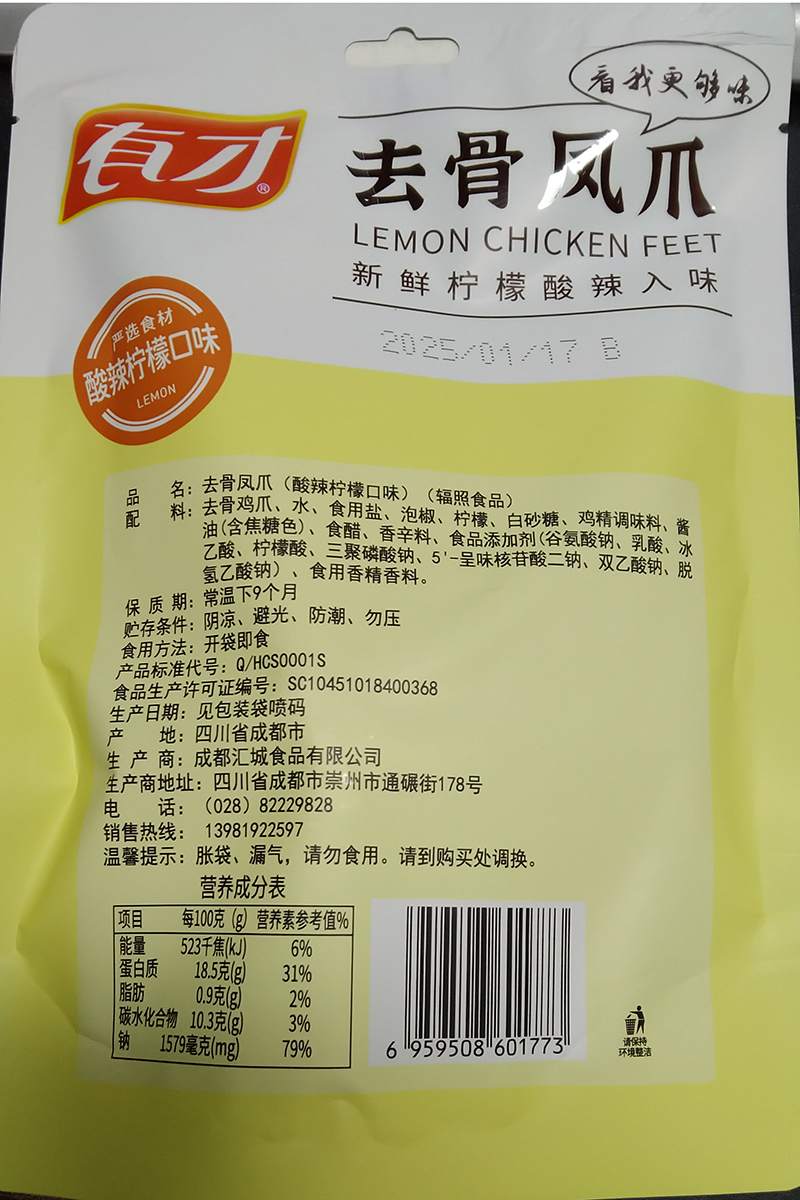 看我更够味
有才®
去骨凤爪
LEMON CHICKEN FEET
新鲜柠檬酸辣入味
2025/01/17 B
严选食材
酸辣柠檬口味
LEMON
品 名：去骨凤爪（酸辣柠檬口味）（辐照食品）
配 料：去骨鸡爪、水、食用盐、泡椒、柠檬、白砂糖、鸡精调味料、酱
油(含焦糖色)、食醋、香辛料、食品添加剂(谷氨酸钠、乳酸、冰
乙酸、柠檬酸、三聚磷酸钠、5'-呈味核苷酸二钠、双乙酸钠、脱
氢乙酸钠）、食用香精香料。
保 质 期：常温下9个月
贮存条件：阴凉、避光、防潮、勿压
食用方法：开袋即食
产品标准代号：Q/HCS0001S
食品生产许可证编号：SC10451018400368
生产日期：见包装袋喷码
产 地：四川省成都市
生 产 商：成都汇城食品有限公司
生产商地址：四川省成都市崇州市通碾街178号
电 话：（028）82229828
销售热线： 13981922597
温馨提示：胀袋、漏气，请勿食用。请到购买处调换。
营养成分表
项目 每100克（g） 营养素参考值%
能量 523千焦(kJ) 6%
蛋白质 18.5克(g) 31%
脂肪 0.9克(g) 2%
碳水化合物 10.3克(g) 3%
钠 1579毫克(mg) 79%
6 959508 601773
请保持
环境整洁